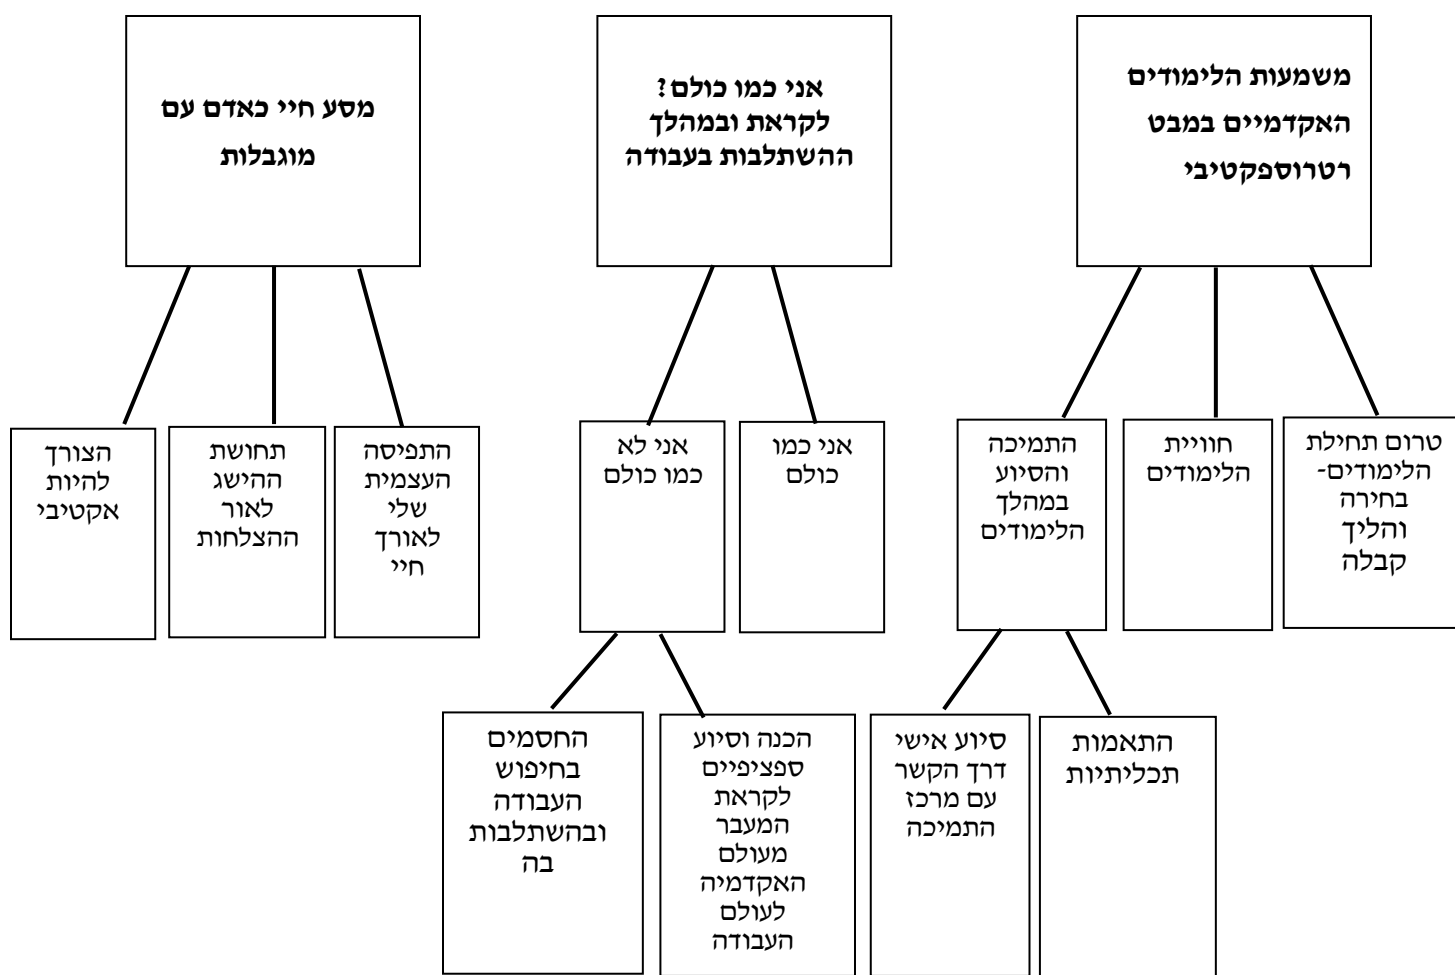 משמעות הלימודים
האקדמיים במבט
רטרוספקטיבי
אני כמו כולם?
לקראת ובמהלך
ההשתלבות בעבודה
מסע חיי כאדם עם
מוגבלות
טרום תחילת
הלימודים-
בחירה
והליך
קבלה
חוויית
הלימודים
התמיכה
והסיוע
במהלך
הלימודים
אני כמו
כולם
אני לא
כמו כולם
התפיסה
העצמית
שלי
לאורך
חיי
תחושת
ההישג
לאור
ההצלחות
הצורך
להיות
אקטיבי
התאמות
תכליתיות
סיוע אישי
דרך הקשר
עם מרכז
התמיכה
הכנה וסיוע
ספציפיים
לקראת
המעבר
מעולם
האקדמיה
לעולם
העבודה
החסמים
בחיפוש
העבודה
ובהשתלבות
בה